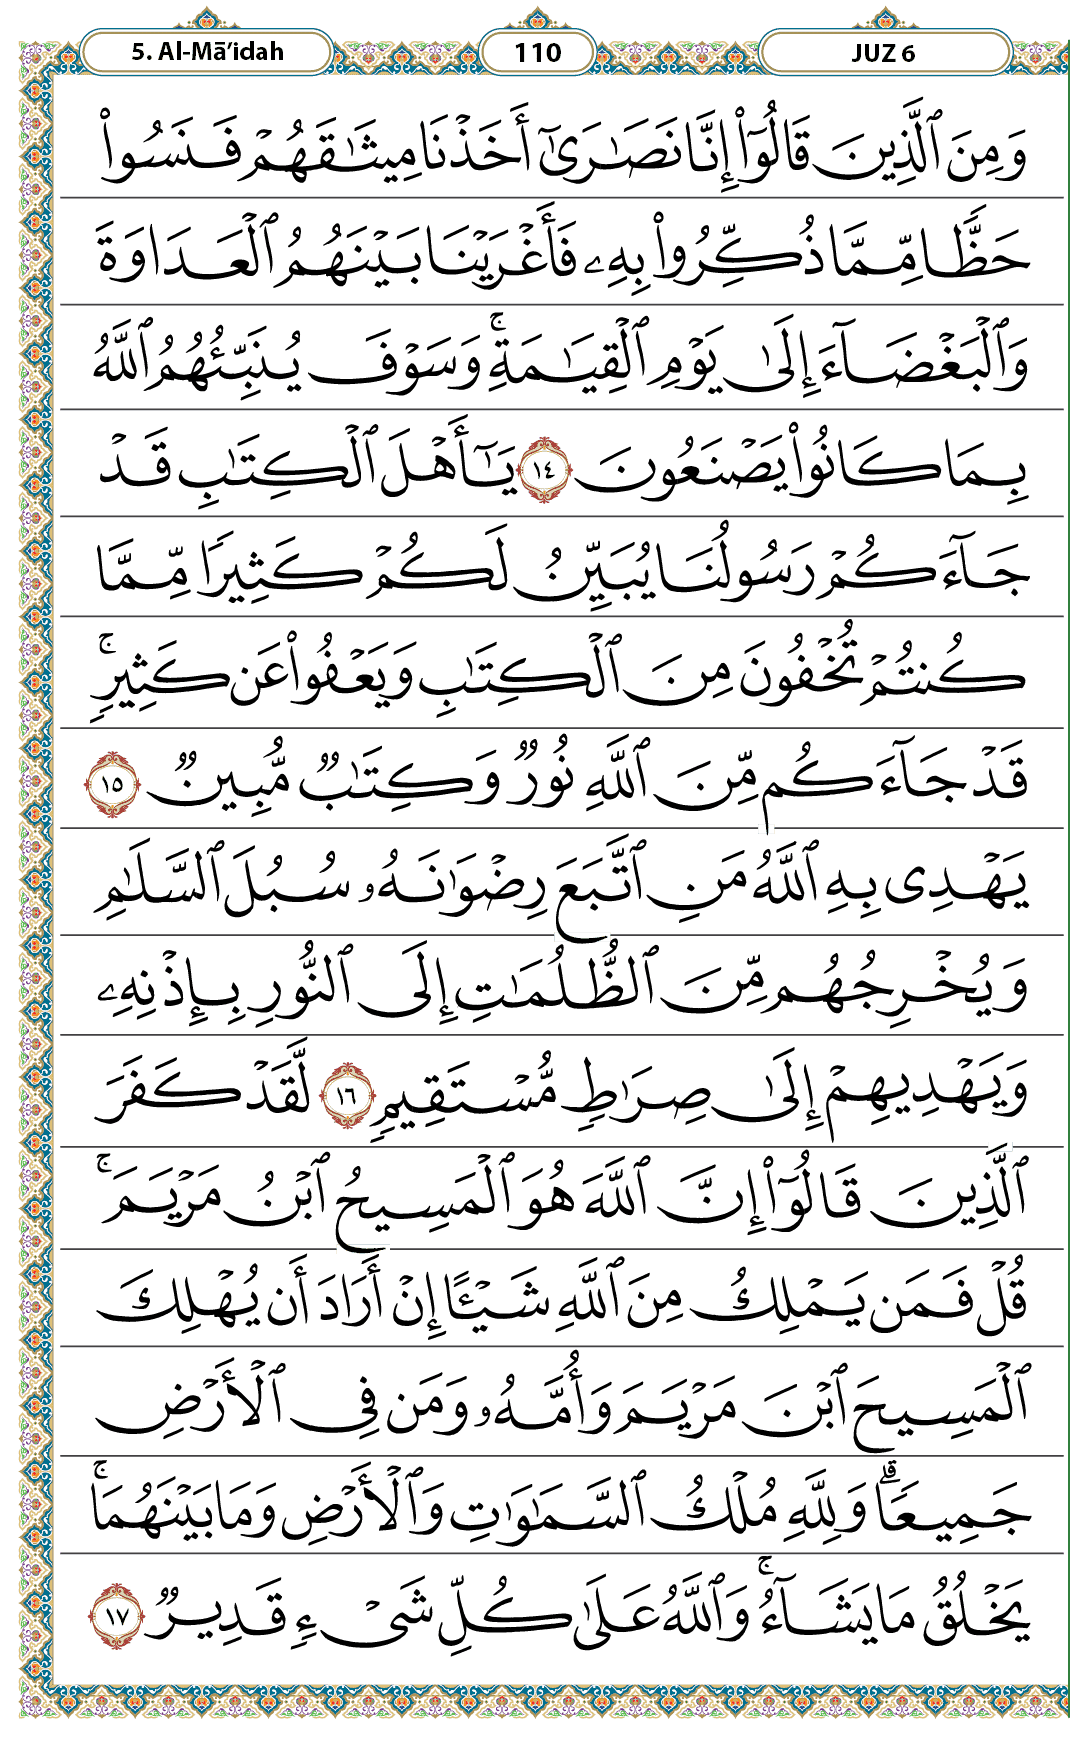 5. Al-Mā’idah 110 JUZ 6
وَمِنَ ٱلَّذِينَ قَالُوٓا۟ إِنَّا نَصَـٰرَىٰٓ أَخَذْنَا مِيثَـٰقَهُمْ فَنَسُوا۟
حَظًّا مِّمَّا ذُكِّرُوا۟ بِهِۦ فَأَغْرَيْنَا بَيْنَهُمُ ٱلْعَدَاوَةَ
وَٱلْبَغْضَآءَ إِلَىٰ يَوْمِ ٱلْقِيَـٰمَةِ ۚ وَسَوْفَ يُنَبِّئُهُمُ ٱللَّهُ
بِمَا كَانُوا۟ يَصْنَعُونَ ١٤ يَـٰٓأَهْلَ ٱلْكِتَـٰبِ قَدْ
جَآءَكُمْ رَسُولُنَا يُبَيِّنُ لَكُمْ كَثِيرًا مِّمَّا
كُنتُمْ تُخْفُونَ مِنَ ٱلْكِتَـٰبِ وَيَعْفُوا۟ عَن كَثِيرٍ ۚ
قَدْ جَآءَكُم مِّنَ ٱللَّهِ نُورٌ وَكِتَـٰبٌ مُّبِينٌ ١٥
يَهْدِى بِهِ ٱللَّهُ مَنِ ٱتَّبَعَ رِضْوَٰنَهُۥ سُبُلَ ٱلسَّلَـٰمِ
وَيُخْرِجُهُم مِّنَ ٱلظُّلُمَـٰتِ إِلَى ٱلنُّورِ بِإِذْنِهِۦ
وَيَهْدِيهِمْ إِلَىٰ صِرَٰطٍ مُّسْتَقِيمٍ ١٦ لَّقَدْ كَفَرَ
ٱلَّذِينَ قَالُوٓا۟ إِنَّ ٱللَّهَ هُوَ ٱلْمَسِيحُ ٱبْنُ مَرْيَمَ ۚ
قُلْ فَمَن يَمْلِكُ مِنَ ٱللَّهِ شَيْـًٔا إِنْ أَرَادَ أَن يُهْلِكَ
ٱلْمَسِيحَ ٱبْنَ مَرْيَمَ وَأُمَّهُۥ وَمَن فِى ٱلْأَرْضِ
جَمِيعًا ۗ وَلِلَّهِ مُلْكُ ٱلسَّمَـٰوَٰتِ وَٱلْأَرْضِ وَمَا بَيْنَهُمَا ۚ
يَخْلُقُ مَا يَشَآءُ ۚ وَٱللَّهُ عَلَىٰ كُلِّ شَىْءٍ قَدِيرٌ ١٧